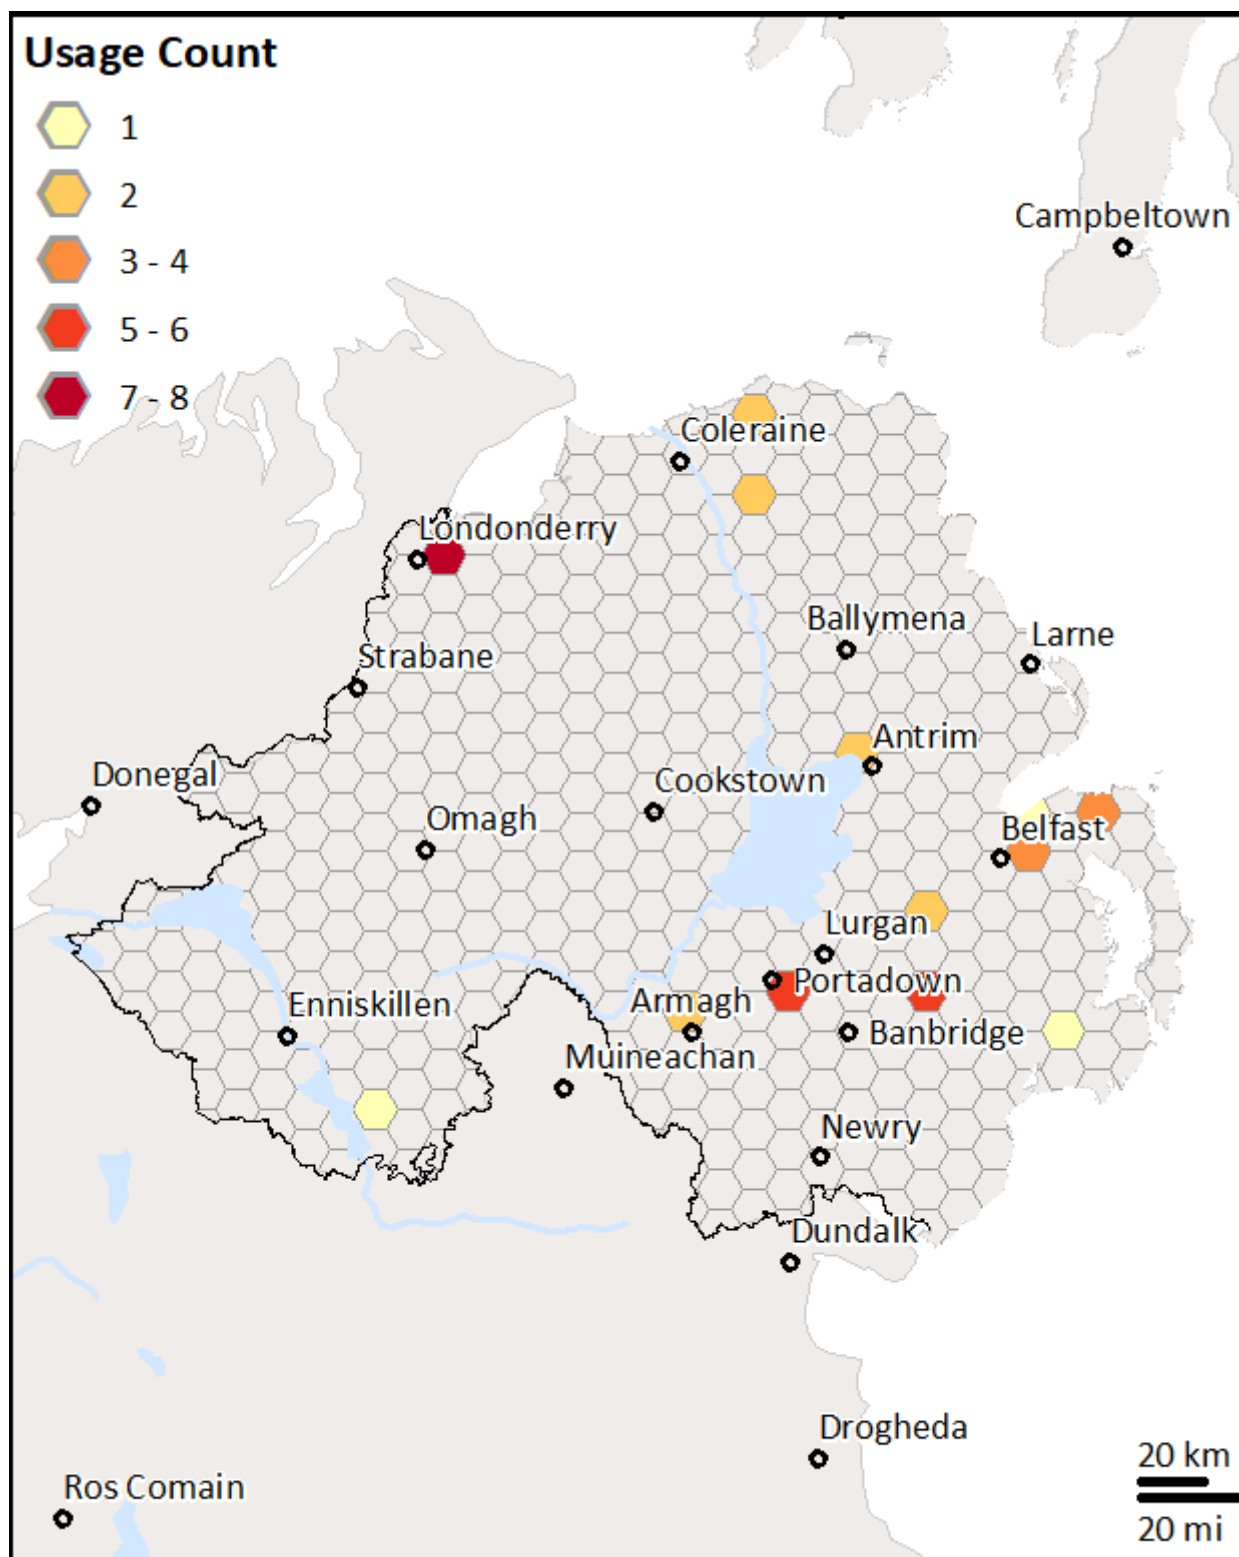 Usage Count
1
2
3 - 4
5 - 6
7 - 8
Campbeltown
Coleraine
Londonderry
Ballymena
Larne
Strabane
Antrim
Donegal
Cookstown
Omagh
Belfast
Lurgan
Portadown
Enniskillen
Armagh
Banbridge
Muineachan
Newry
Dundalk
Drogheda
Ros Comain
20 km
20 mi